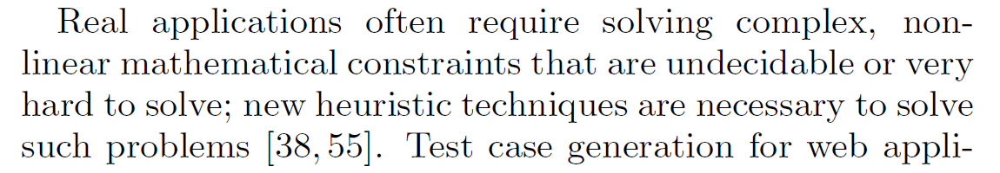 Real applications often require solving complex, non-
linear mathematical constraints that are undecidable or very
hard to solve; new heuristic techniques are necessary to solve
such problems [38, 55]. Test case generation for web appli-